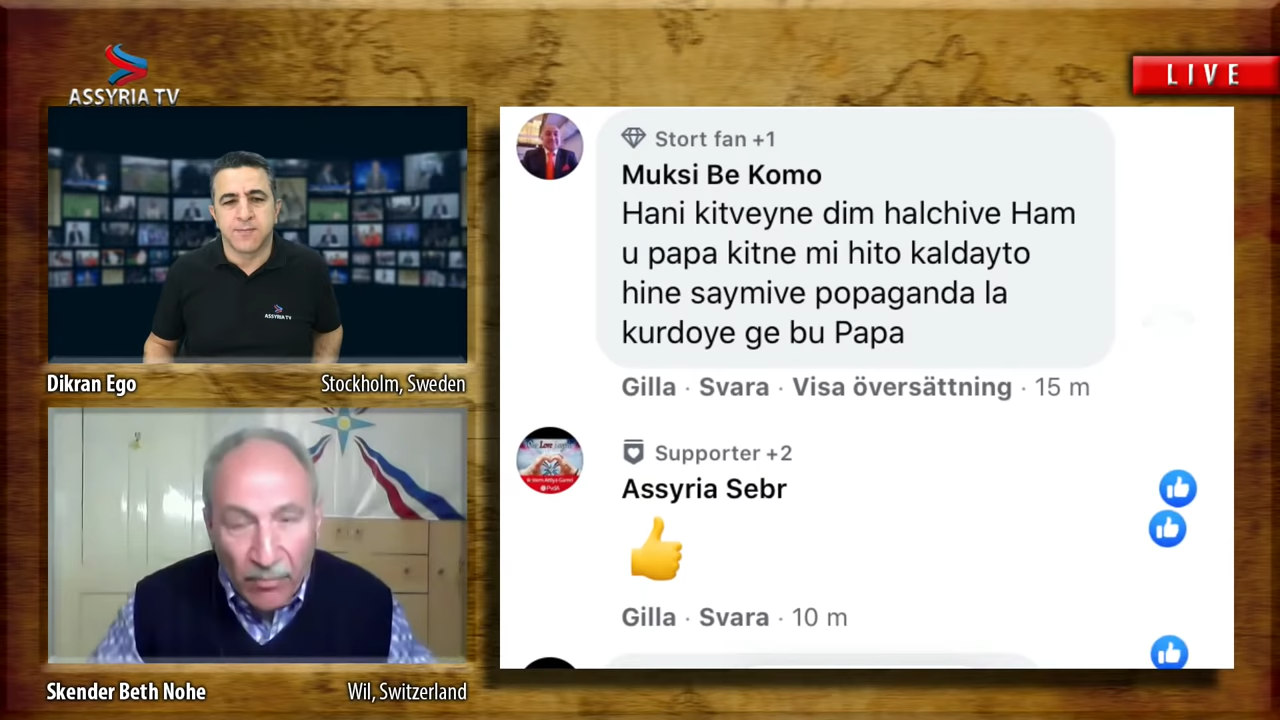 ASSYRIA TV
LIVE
ASSYRIA TV
Dikran Ego
Stockholm, Sweden
Skender Beth Nohe
Wil, Switzerland
Stort fan +1
Muksi Be Komo
Hani kitveyne dim halchive Ham
u papa kitne mi hito kaldayto
hine saymive popaganda la
kurdoye ge bu Papa
Gilla · Svara · Visa översättning · 15 m
Supporter +2
Assyria Sebr
👍
Gilla · Svara · 10 m